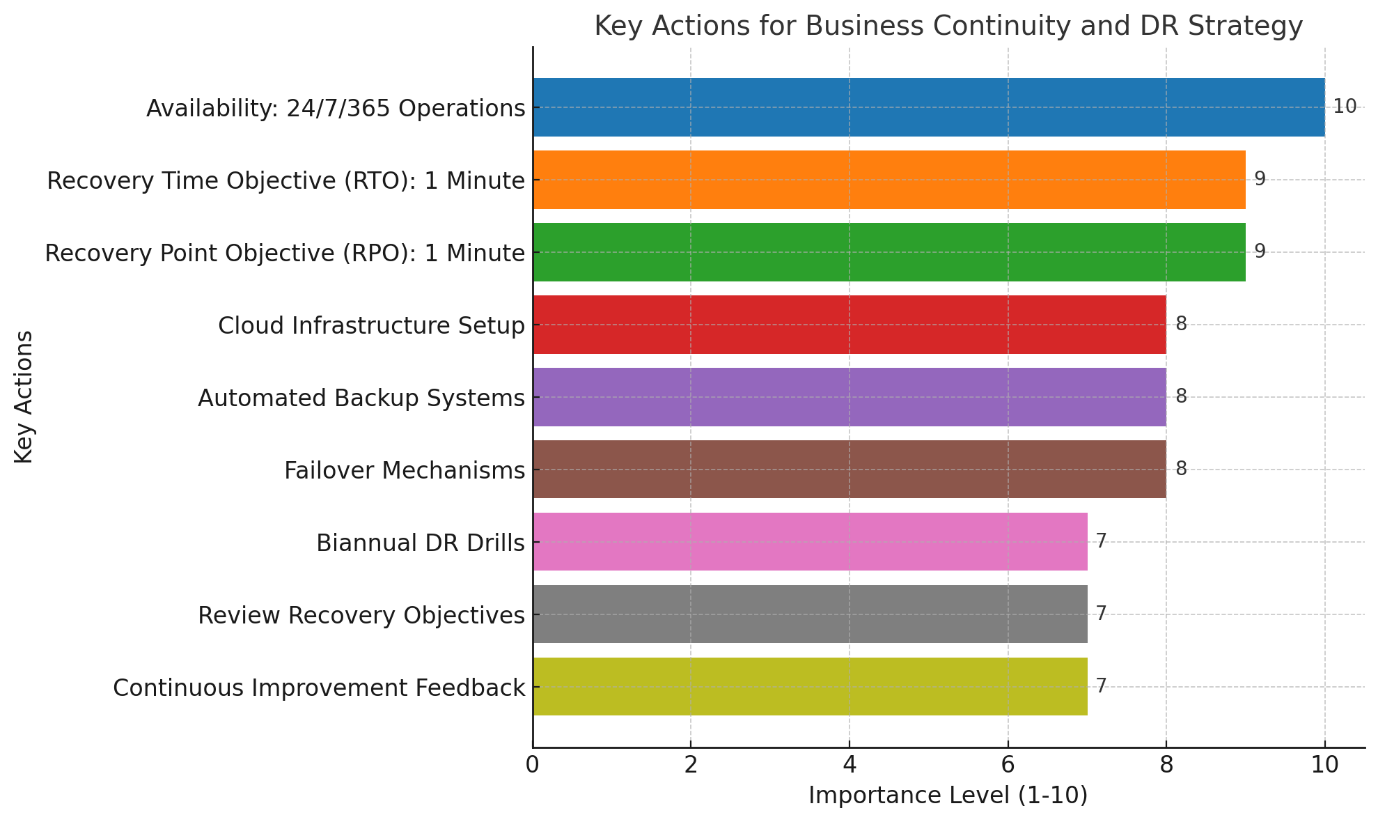 Key Actions for Business Continuity and DR Strategy
Key Actions
Availability: 24/7/365 Operations
10
Recovery Time Objective (RTO): 1 Minute
9
Recovery Point Objective (RPO): 1 Minute
9
Cloud Infrastructure Setup
8
Automated Backup Systems
8
Failover Mechanisms
8
Biannual DR Drills
7
Review Recovery Objectives
7
Continuous Improvement Feedback
7
0 2 4 6 8 10
Importance Level (1-10)